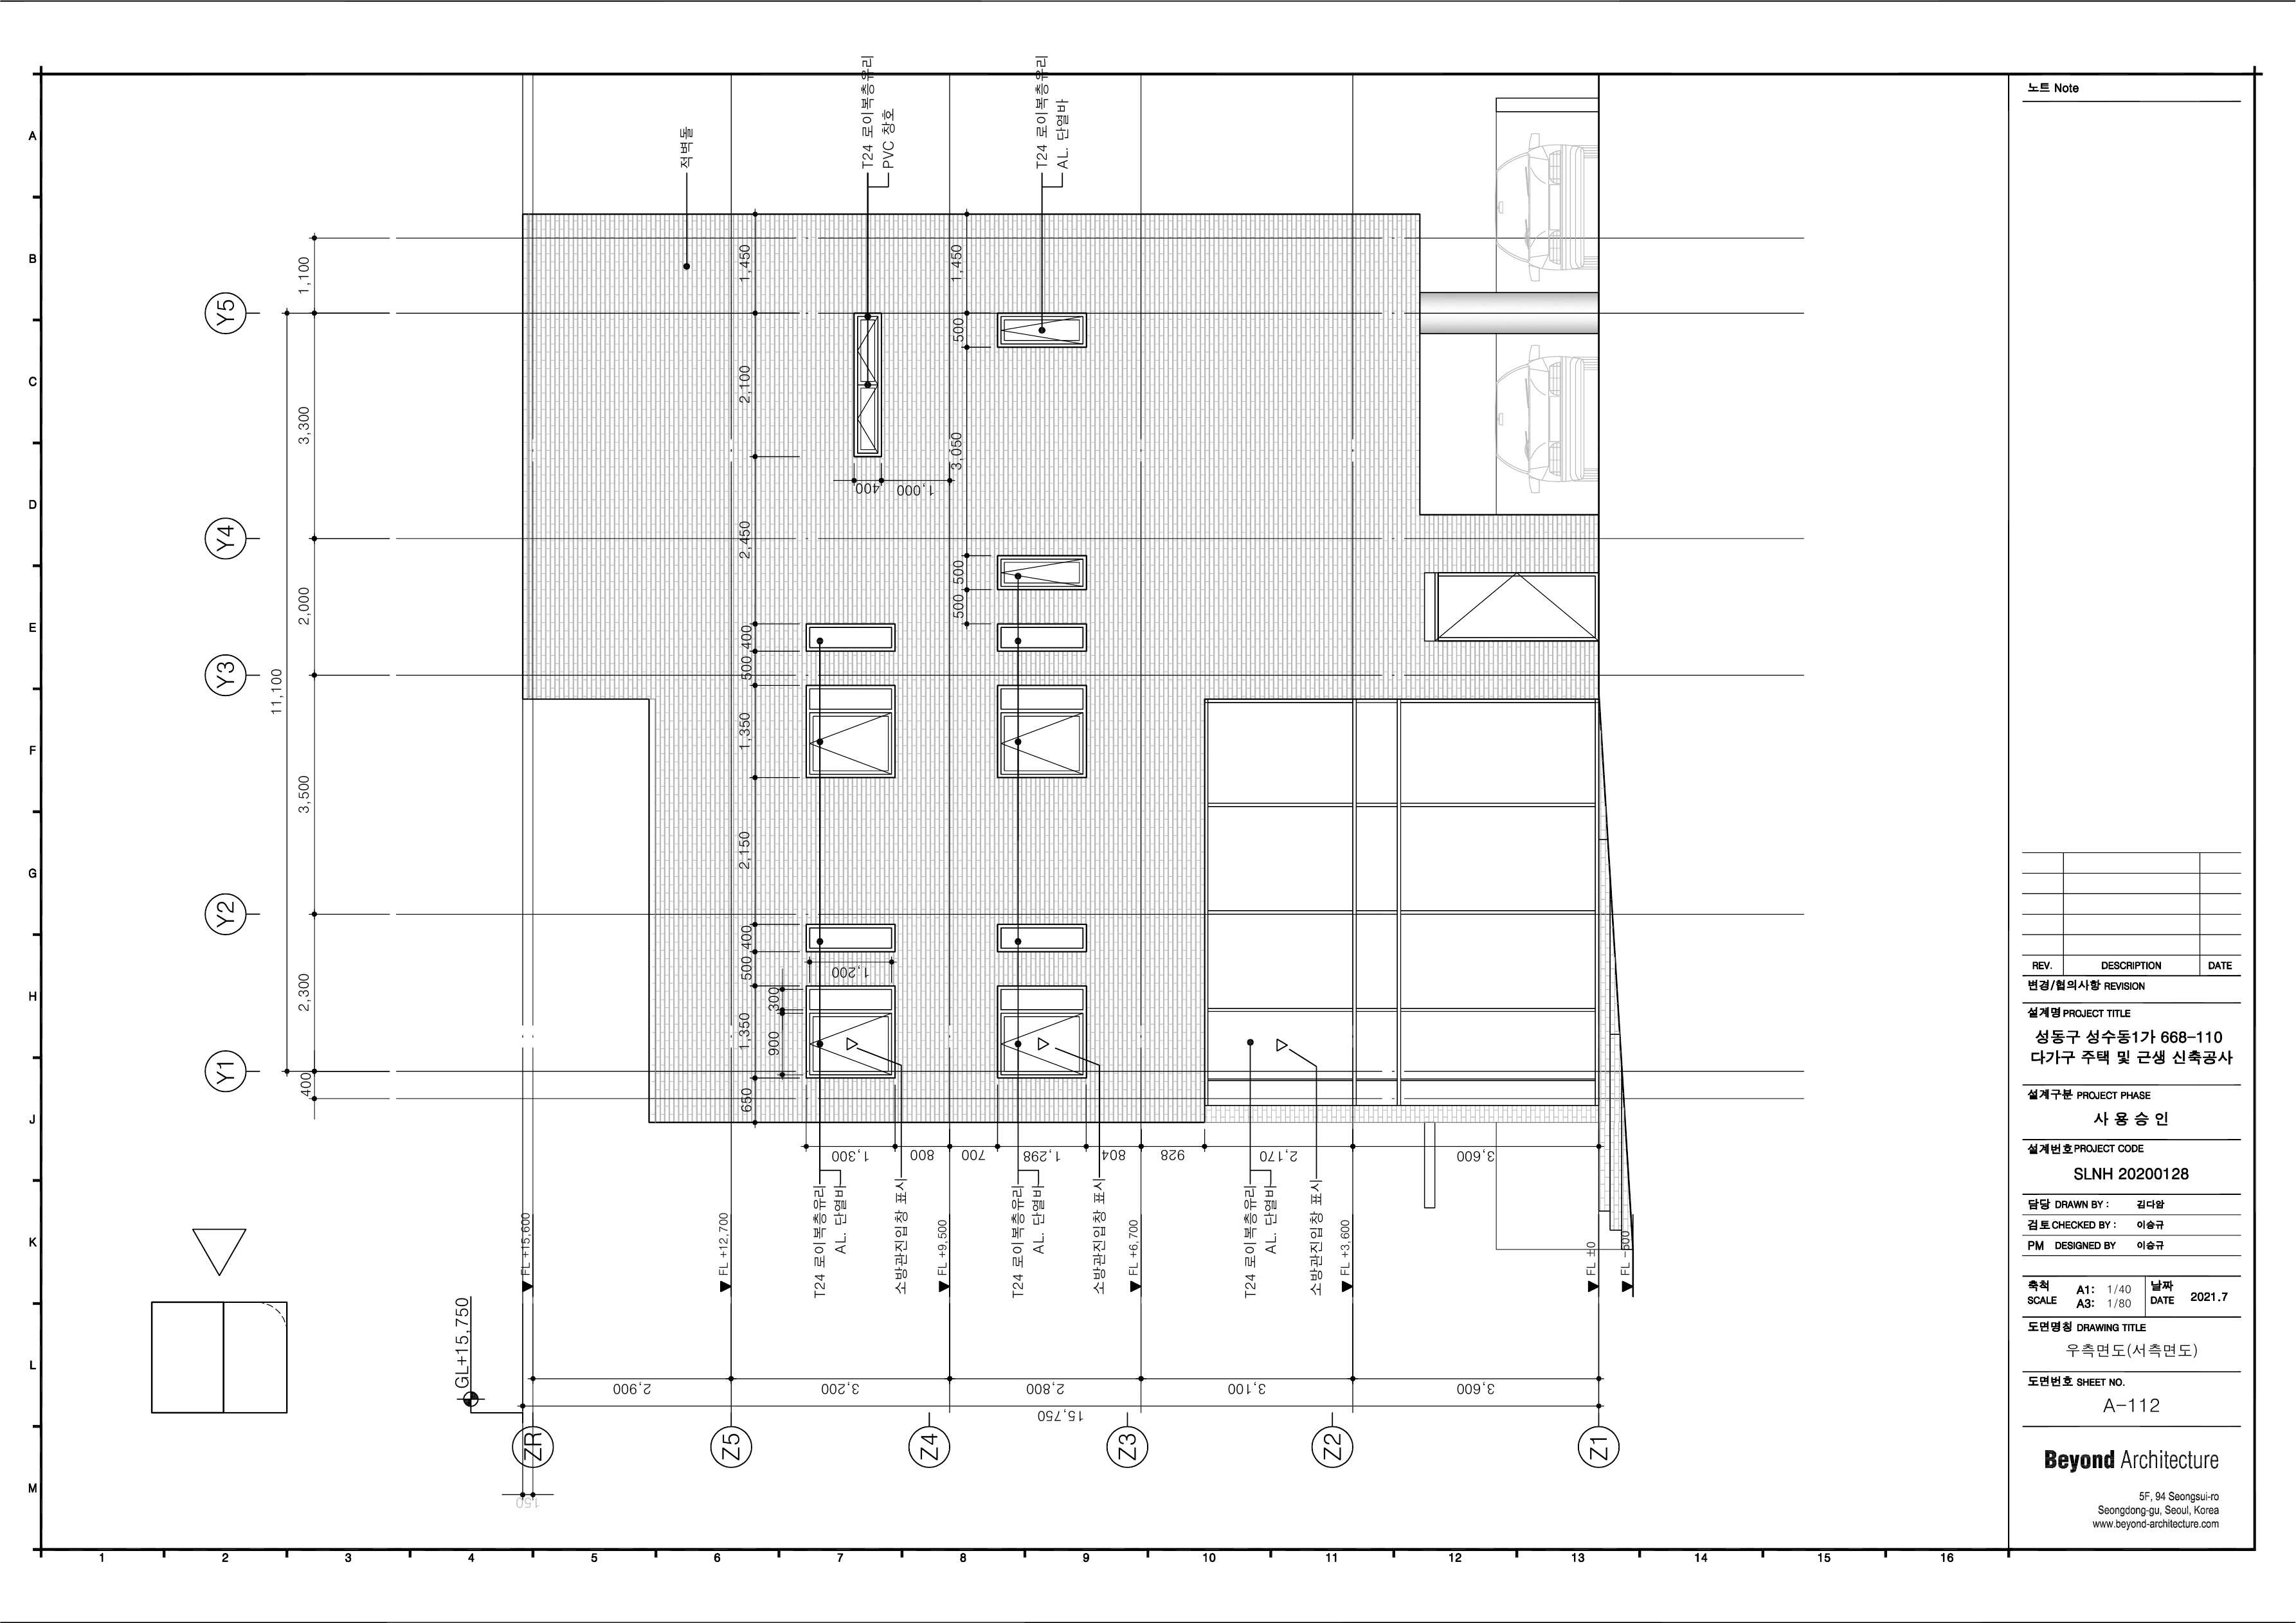 노트 Note
적벽돌
T24 로이복층유리
PVC 창호
T24 로이복층유리
AL. 단열바
A
B
C
D
E
F
G
H
J
K
L
M
1
2
3
4
5
6
7
8
9
10
11
12
13
14
15
16
Y5
Y4
Y3
Y2
Y1
1,100
3,300
2,000
3,500
2,300
400
11,100
1,450
2,100
2,450
400
500
1,350
2,150
400
500
1,350
650
300
900
1,200
1,450
500
3,050
500
500
400
1,000
1,300
800
700
1,298
804
928
2,170
3,600
T24 로이복층유리
AL. 단열바
소방관진입창 표시
T24 로이복층유리
AL. 단열바
소방관진입창 표시
T24 로이복층유리
AL. 단열바
소방관진입창 표시
FL +15,600
FL +12,700
FL +9,500
FL +6,700
FL +3,600
FL ±0
FL -500
GL+15,750
2,900
3,200
2,800
3,100
3,600
15,750
ZR
Z5
Z4
Z3
Z2
Z1
150
REV. DESCRIPTION DATE
변경/협의사항 REVISION
설계명 PROJECT TITLE
성동구 성수동1가 668-110
다가구 주택 및 근생 신축공사
설계구분 PROJECT PHASE
사 용 승 인
설계번호 PROJECT CODE
SLNH 20200128
담당 DRAWN BY : 김다왐
검토 CHECKED BY : 이승규
PM DESIGNED BY 이승규
축척 SCALE A1: 1/40
A3: 1/80
날짜 DATE 2021.7
도면명칭 DRAWING TITLE
우측면도(서측면도)
도면번호 SHEET NO.
A-112
Beyond Architecture
5F, 94 Seongsui-ro
Seongdong-gu, Seoul, Korea
www.beyond-architecture.com